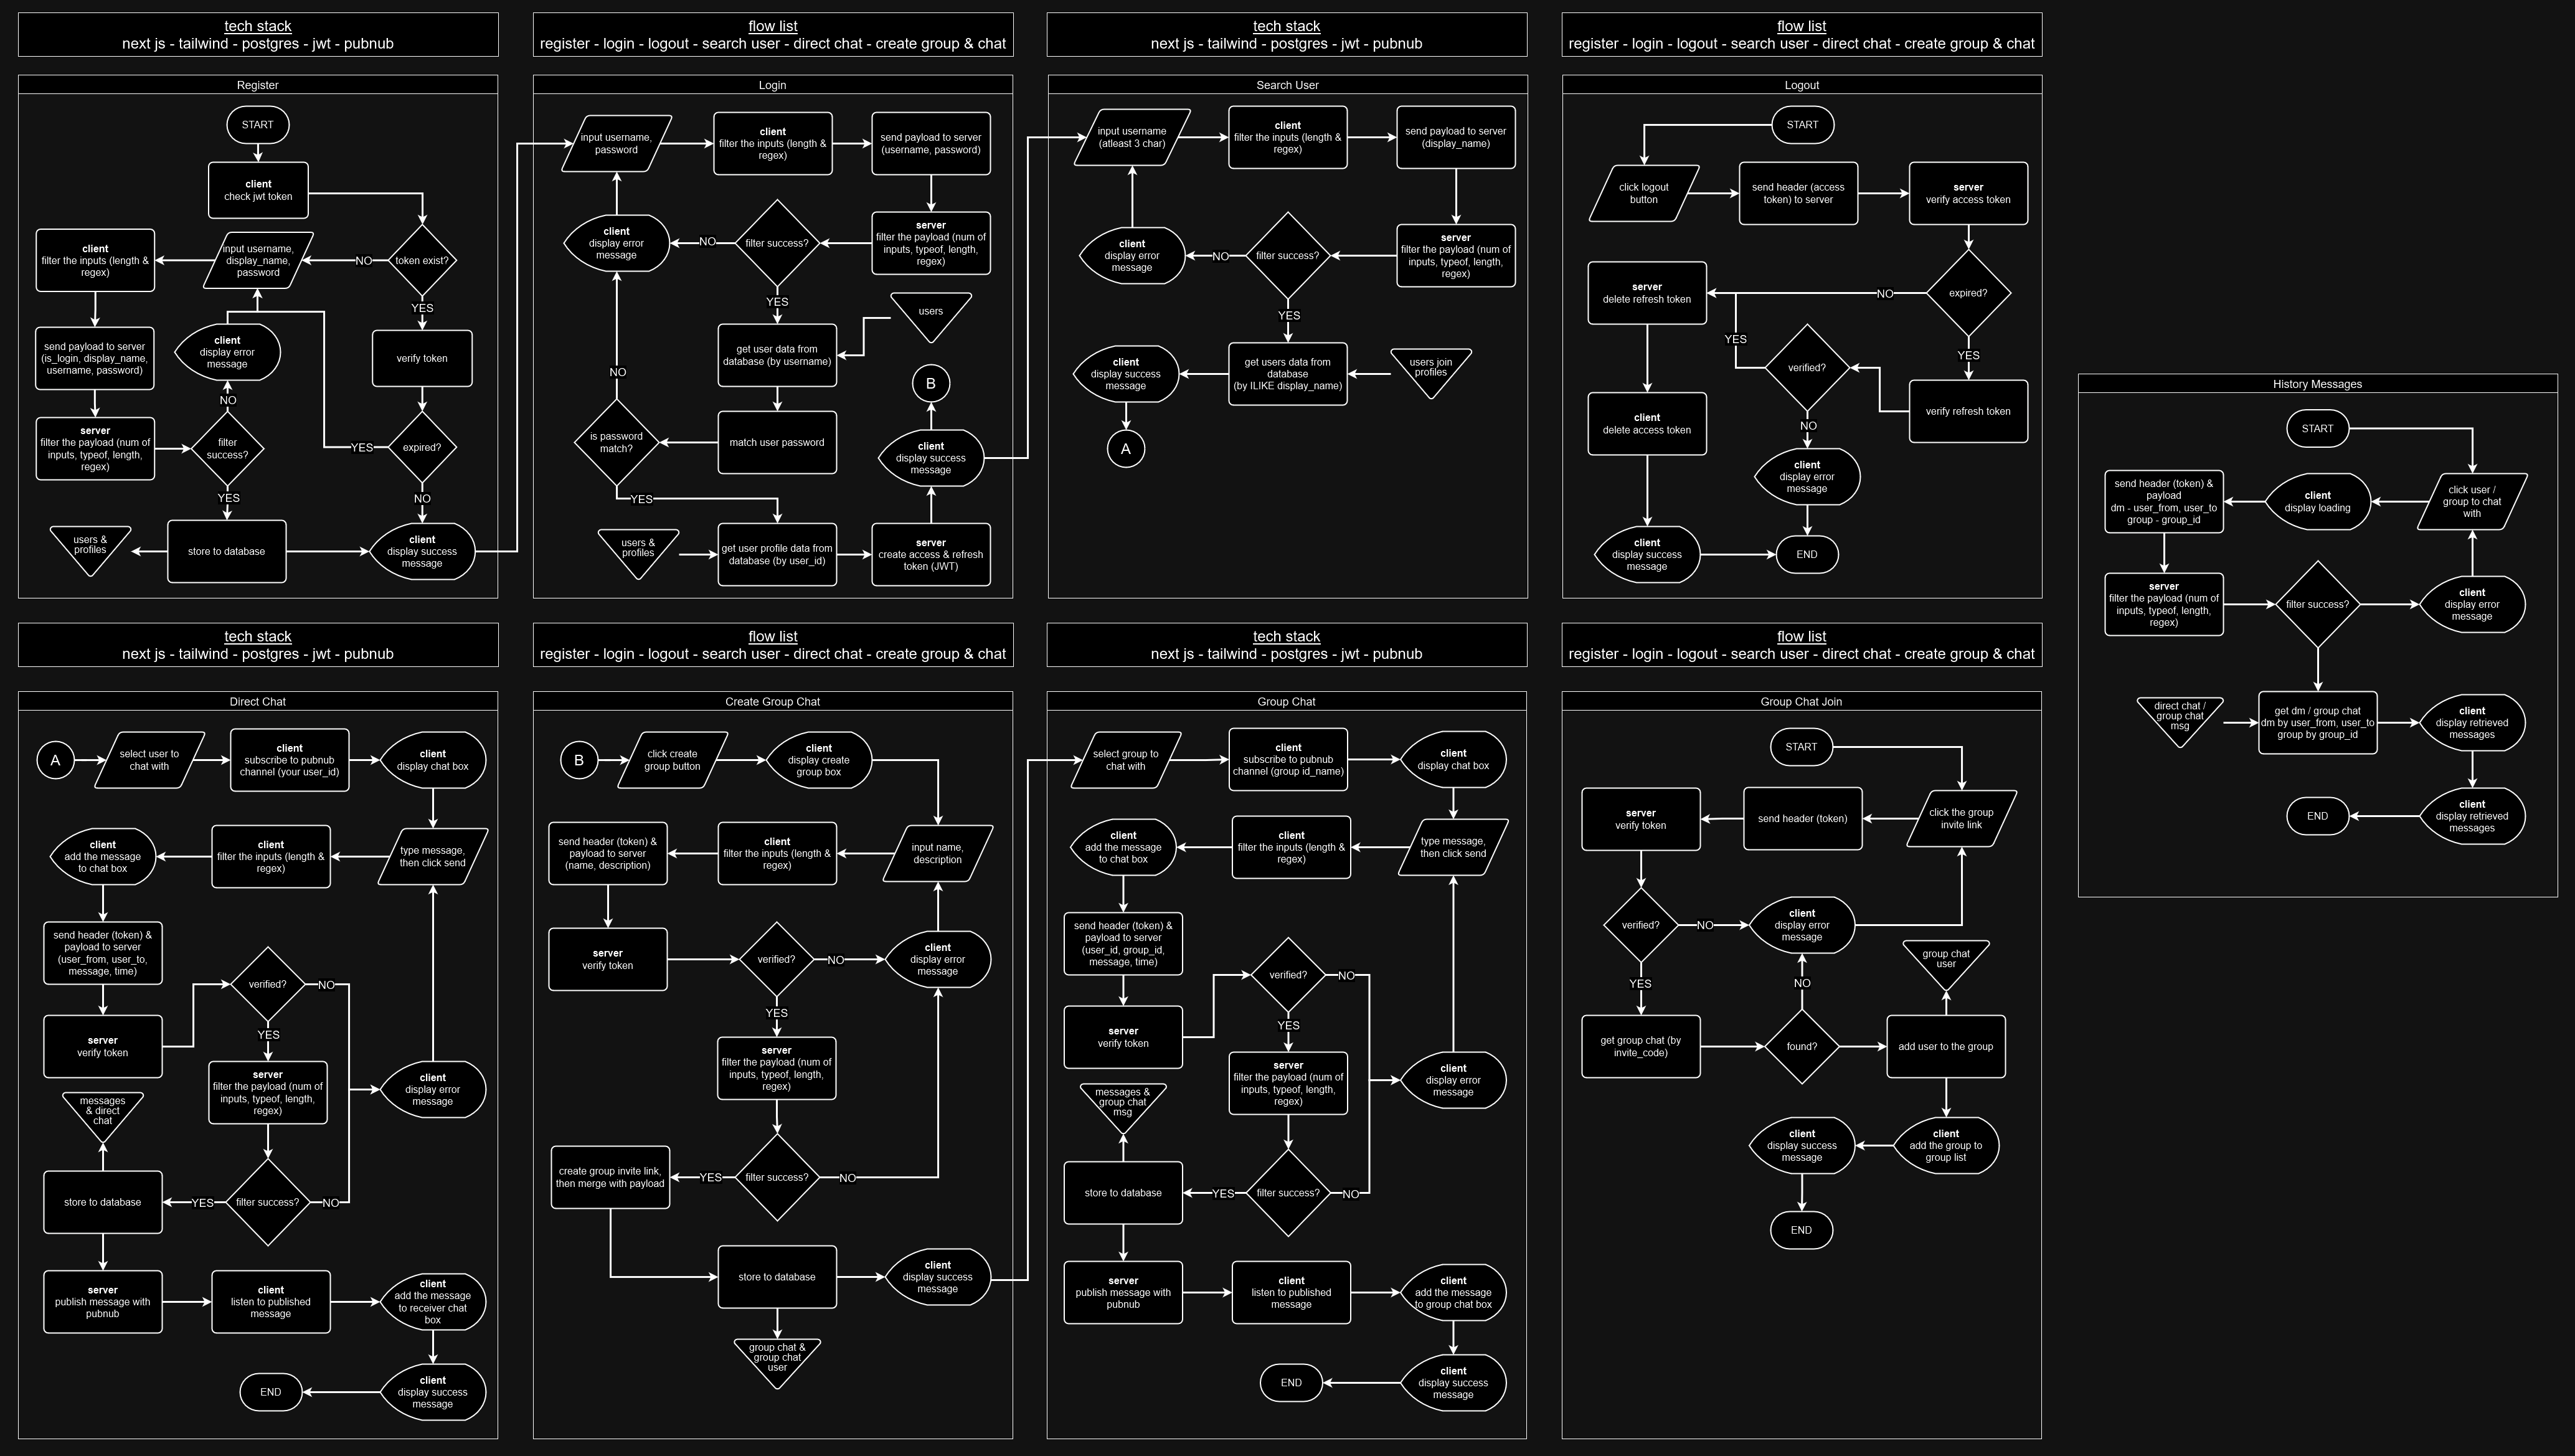 tech stack
next js - tailwind - postgres - jwt - pubnub
flow list
register - login - logout - search user - direct chat - create group & chat
tech stack
next js - tailwind - postgres - jwt - pubnub
flow list
register - login - logout - search user - direct chat - create group & chat
Register
START
client
check jwt token
token exist?
NO
input username,
display_name,
password
client
filter the inputs (length &
regex)
YES
send payload to server
(is_login, display_name,
username, password)
client
display error
message
verify token
NO
server
filter the payload (num of
inputs, typeof, length,
regex)
filter
success?
YES
expired?
YES
NO
users &
profiles
store to database
client
display success
message
Login
input username,
password
client
filter the inputs (length &
regex)
send payload to server
(username, password)
client
display error
message
NO
filter success?
server
filter the payload (num of
inputs, typeof, length,
regex)
YES
users
get user data from
database (by username)
NO
B
is password
match?
match user password
client
display success
message
YES
users &
profiles
get user profile data from
database (by user_id)
server
create access & refresh
token (JWT)
Search User
input username
(atleast 3 char)
client
filter the inputs (length &
regex)
send payload to server
(display_name)
client
display error
message
NO
filter success?
server
filter the payload (num of
inputs, typeof, length,
regex)
YES
client
display success
message
get users data from
database
(by ILIKE display_name)
users join
profiles
A
Logout
START
click logout
button
send header (access
token) to server
server
verify access token
server
delete refresh token
NO
expired?
YES
verified?
YES
client
delete access token
verify refresh token
NO
client
display error
message
client
display success
message
END
History Messages
START
send header (token) &
payload
dm - user_from, user_to
group - group_id
client
display loading
click user /
group to chat
with
server
filter the payload (num of
inputs, typeof, length,
regex)
filter success?
client
display error
message
direct chat /
group chat
msg
get dm / group chat
dm by user_from, user_to
group by group_id
client
display retrieved
messages
END
client
display retrieved
messages
tech stack
next js - tailwind - postgres - jwt - pubnub
flow list
register - login - logout - search user - direct chat - create group & chat
tech stack
next js - tailwind - postgres - jwt - pubnub
flow list
register - login - logout - search user - direct chat - create group & chat
Direct Chat
A
select user to
chat with
client
subscribe to pubnub
channel (your user_id)
client
display chat box
client
add the message
to chat box
client
filter the inputs (length &
regex)
type message,
then click send
send header (token) &
payload to server
(user_from, user_to,
message, time)
verified?
NO
YES
server
verify token
server
filter the payload (num of
inputs, typeof, length,
regex)
client
display error
message
messages
& direct
chat
store to database
YES
filter success?
NO
server
publish message with
pubnub
client
listen to published
message
client
add the message
to receiver chat
box
END
client
display success
message
Create Group Chat
B
click create
group button
client
display create
group box
send header (token) &
payload to server
(name, description)
client
filter the inputs (length &
regex)
input name,
description
server
verify token
verified?
NO
client
display error
message
YES
server
filter the payload (num of
inputs, typeof, length,
regex)
create group invite link,
then merge with payload
YES
filter success?
NO
store to database
client
display success
message
group chat &
group chat
user
Group Chat
select group to
chat with
client
subscribe to pubnub
channel (group id_name)
client
display chat box
client
add the message
to chat box
client
filter the inputs (length &
regex)
type message,
then click send
send header (token) &
payload to server
(user_id, group_id,
message, time)
verified?
NO
YES
server
verify token
server
filter the payload (num of
inputs, typeof, length,
regex)
client
display error
message
messages &
group chat
msg
store to database
YES
filter success?
NO
server
publish message with
pubnub
client
listen to published
message
client
add the message
to group chat box
END
client
display success
message
Group Chat Join
START
server
verify token
send header (token)
click the group
invite link
verified?
NO
client
display error
message
group chat
user
YES
NO
get group chat (by
invite_code)
found?
add user to the group
client
display success
message
client
add the group to
group list
END